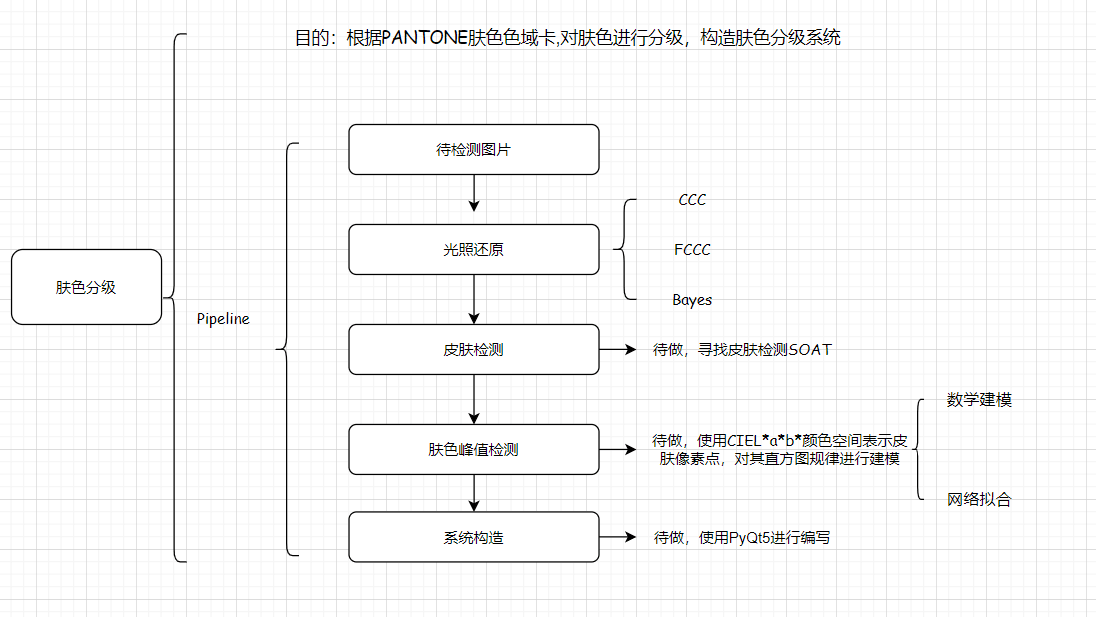 目的：根据PANTONE肤色色域卡,对肤色进行分级，构造肤色分级系统
肤色分级
Pipeline
待检测图片
光照还原
CCC
FCCC
Bayes
皮肤检测
待做，寻找皮肤检测SOAT
肤色峰值检测
待做，使用CIEL*a*b*颜色空间表示皮
肤像素点，对其直方图规律进行建模
数学建模
网络拟合
系统构造
待做，使用PyQt5进行编写